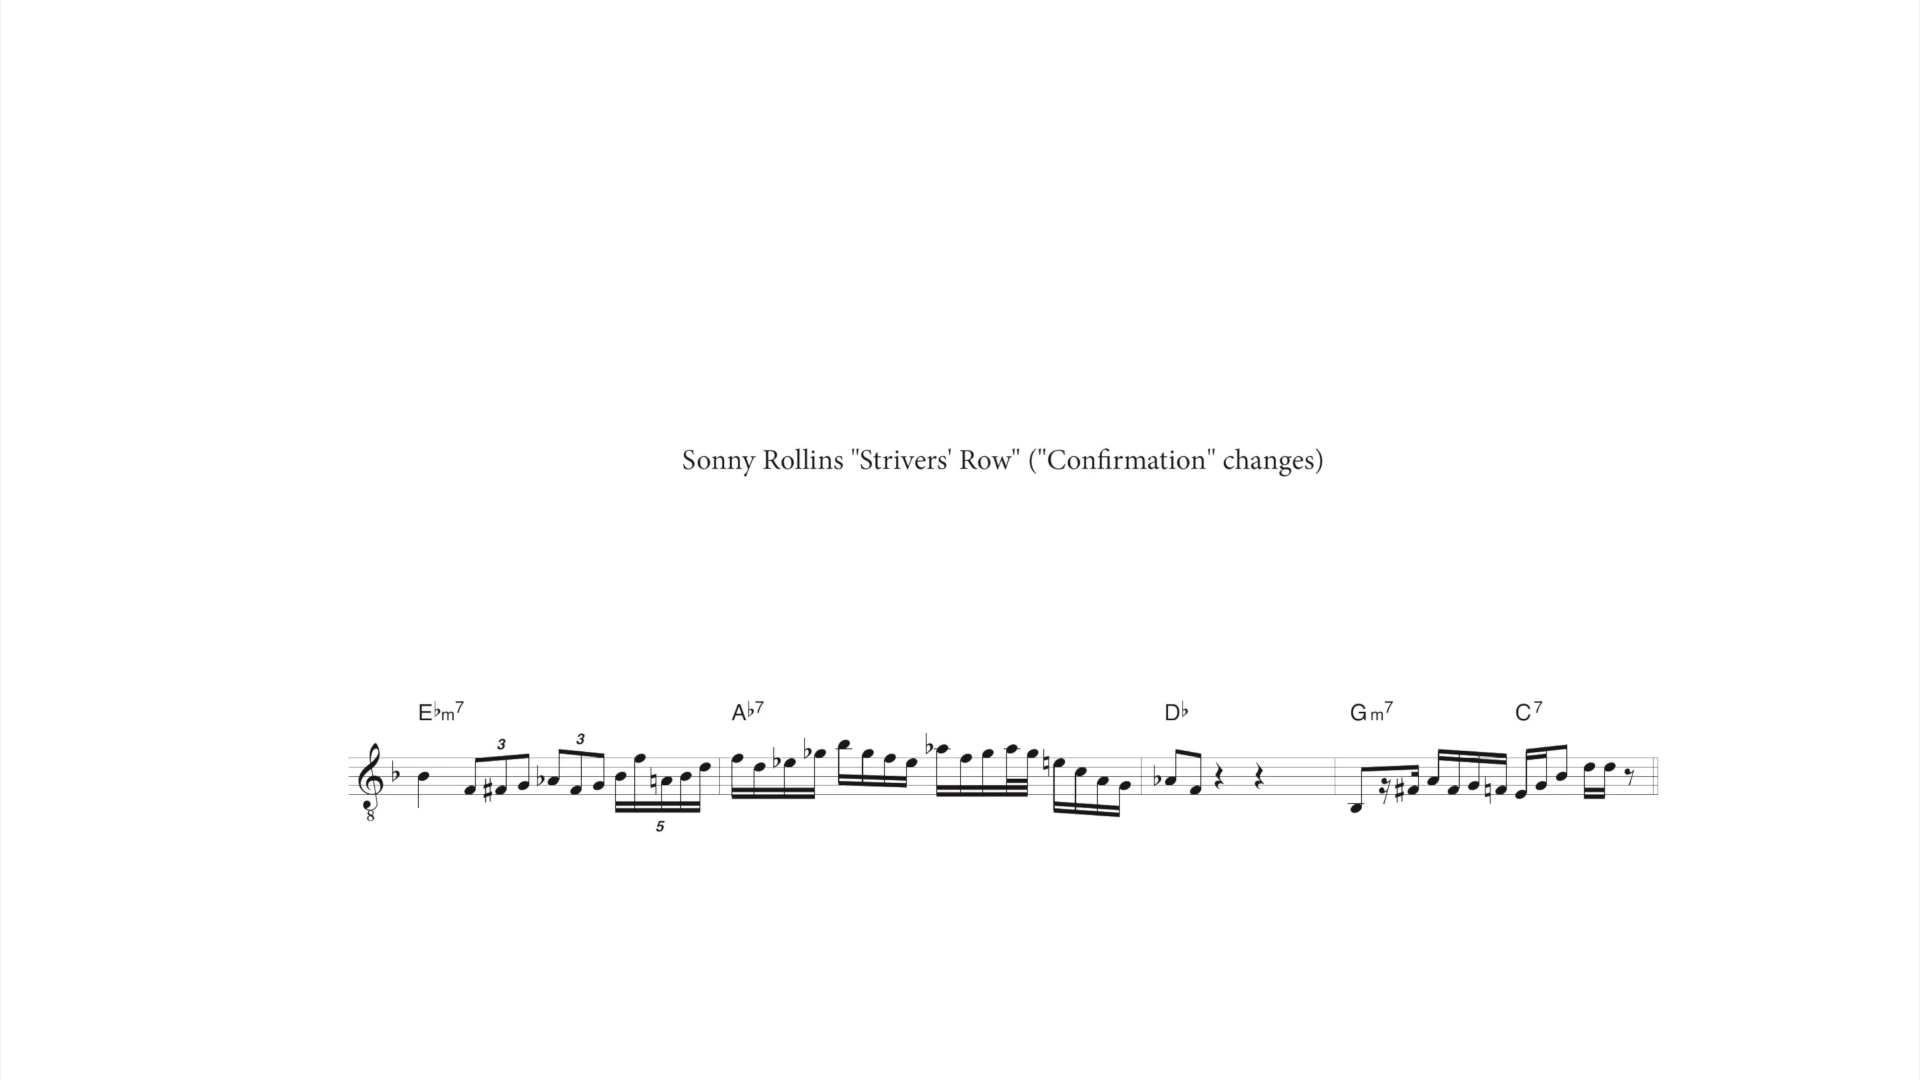 Sonny Rollins "Strivers' Row" ("Confirmation" changes)
E♭m7 A♭7 D♭ Gm7 C7
3 3
5
8